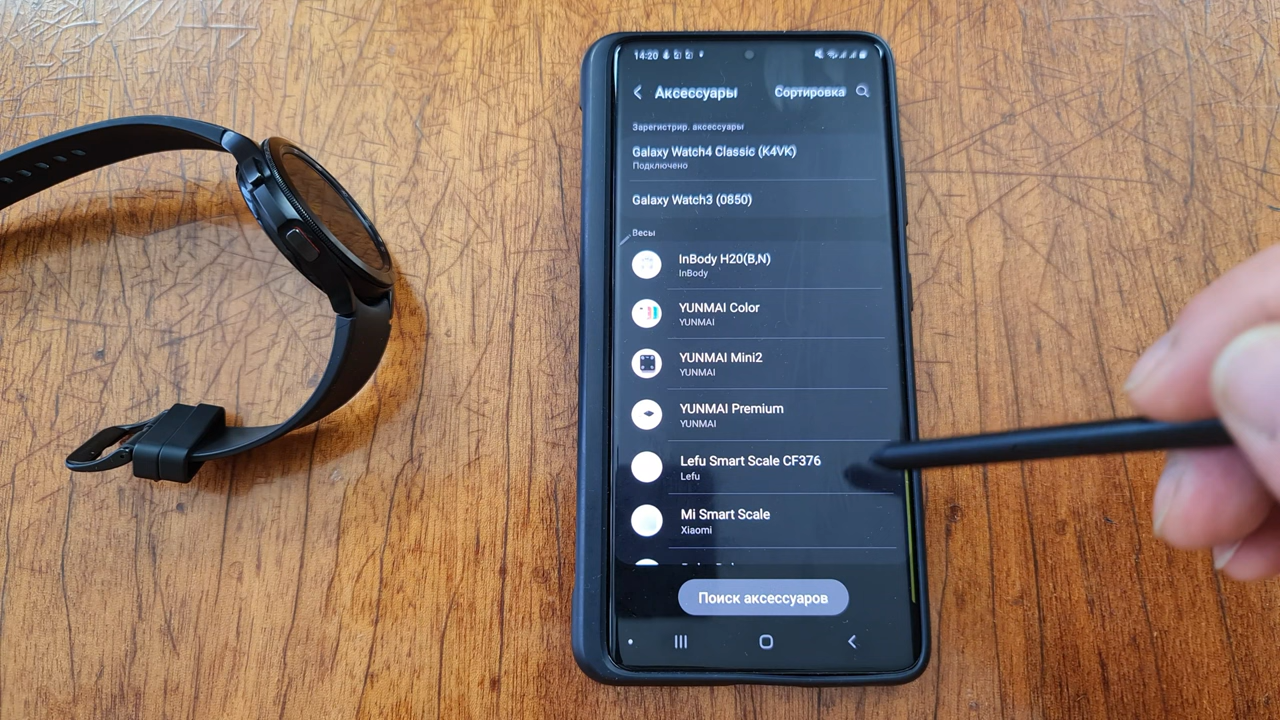 14:20
Аксессуары Сортировка
Зарегистрир. аксессуары
Galaxy Watch4 Classic (K4VK)
Подключено
Galaxy Watch3 (0850)
Весы
InBody H20(B,N)
InBody
YUNMAI Color
YUNMAI
YUNMAI Mini2
YUNMAI
YUNMAI Premium
YUNMAI
Lefu Smart Scale CF376
Lefu
Mi Smart Scale
Xiaomi
Поиск аксессуаров